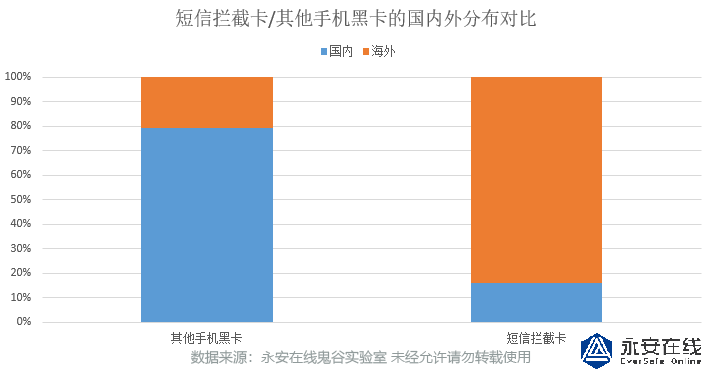 短信拦截卡/其他手机黑卡的国内外分布对比
国内 海外
100%
90%
80%
70%
60%
50%
40%
30%
20%
10%
0%
其他手机黑卡 短信拦截卡
数据来源：永安在线鬼谷实验室 未经允许请勿转载使用
永安在线
EverSafe Online